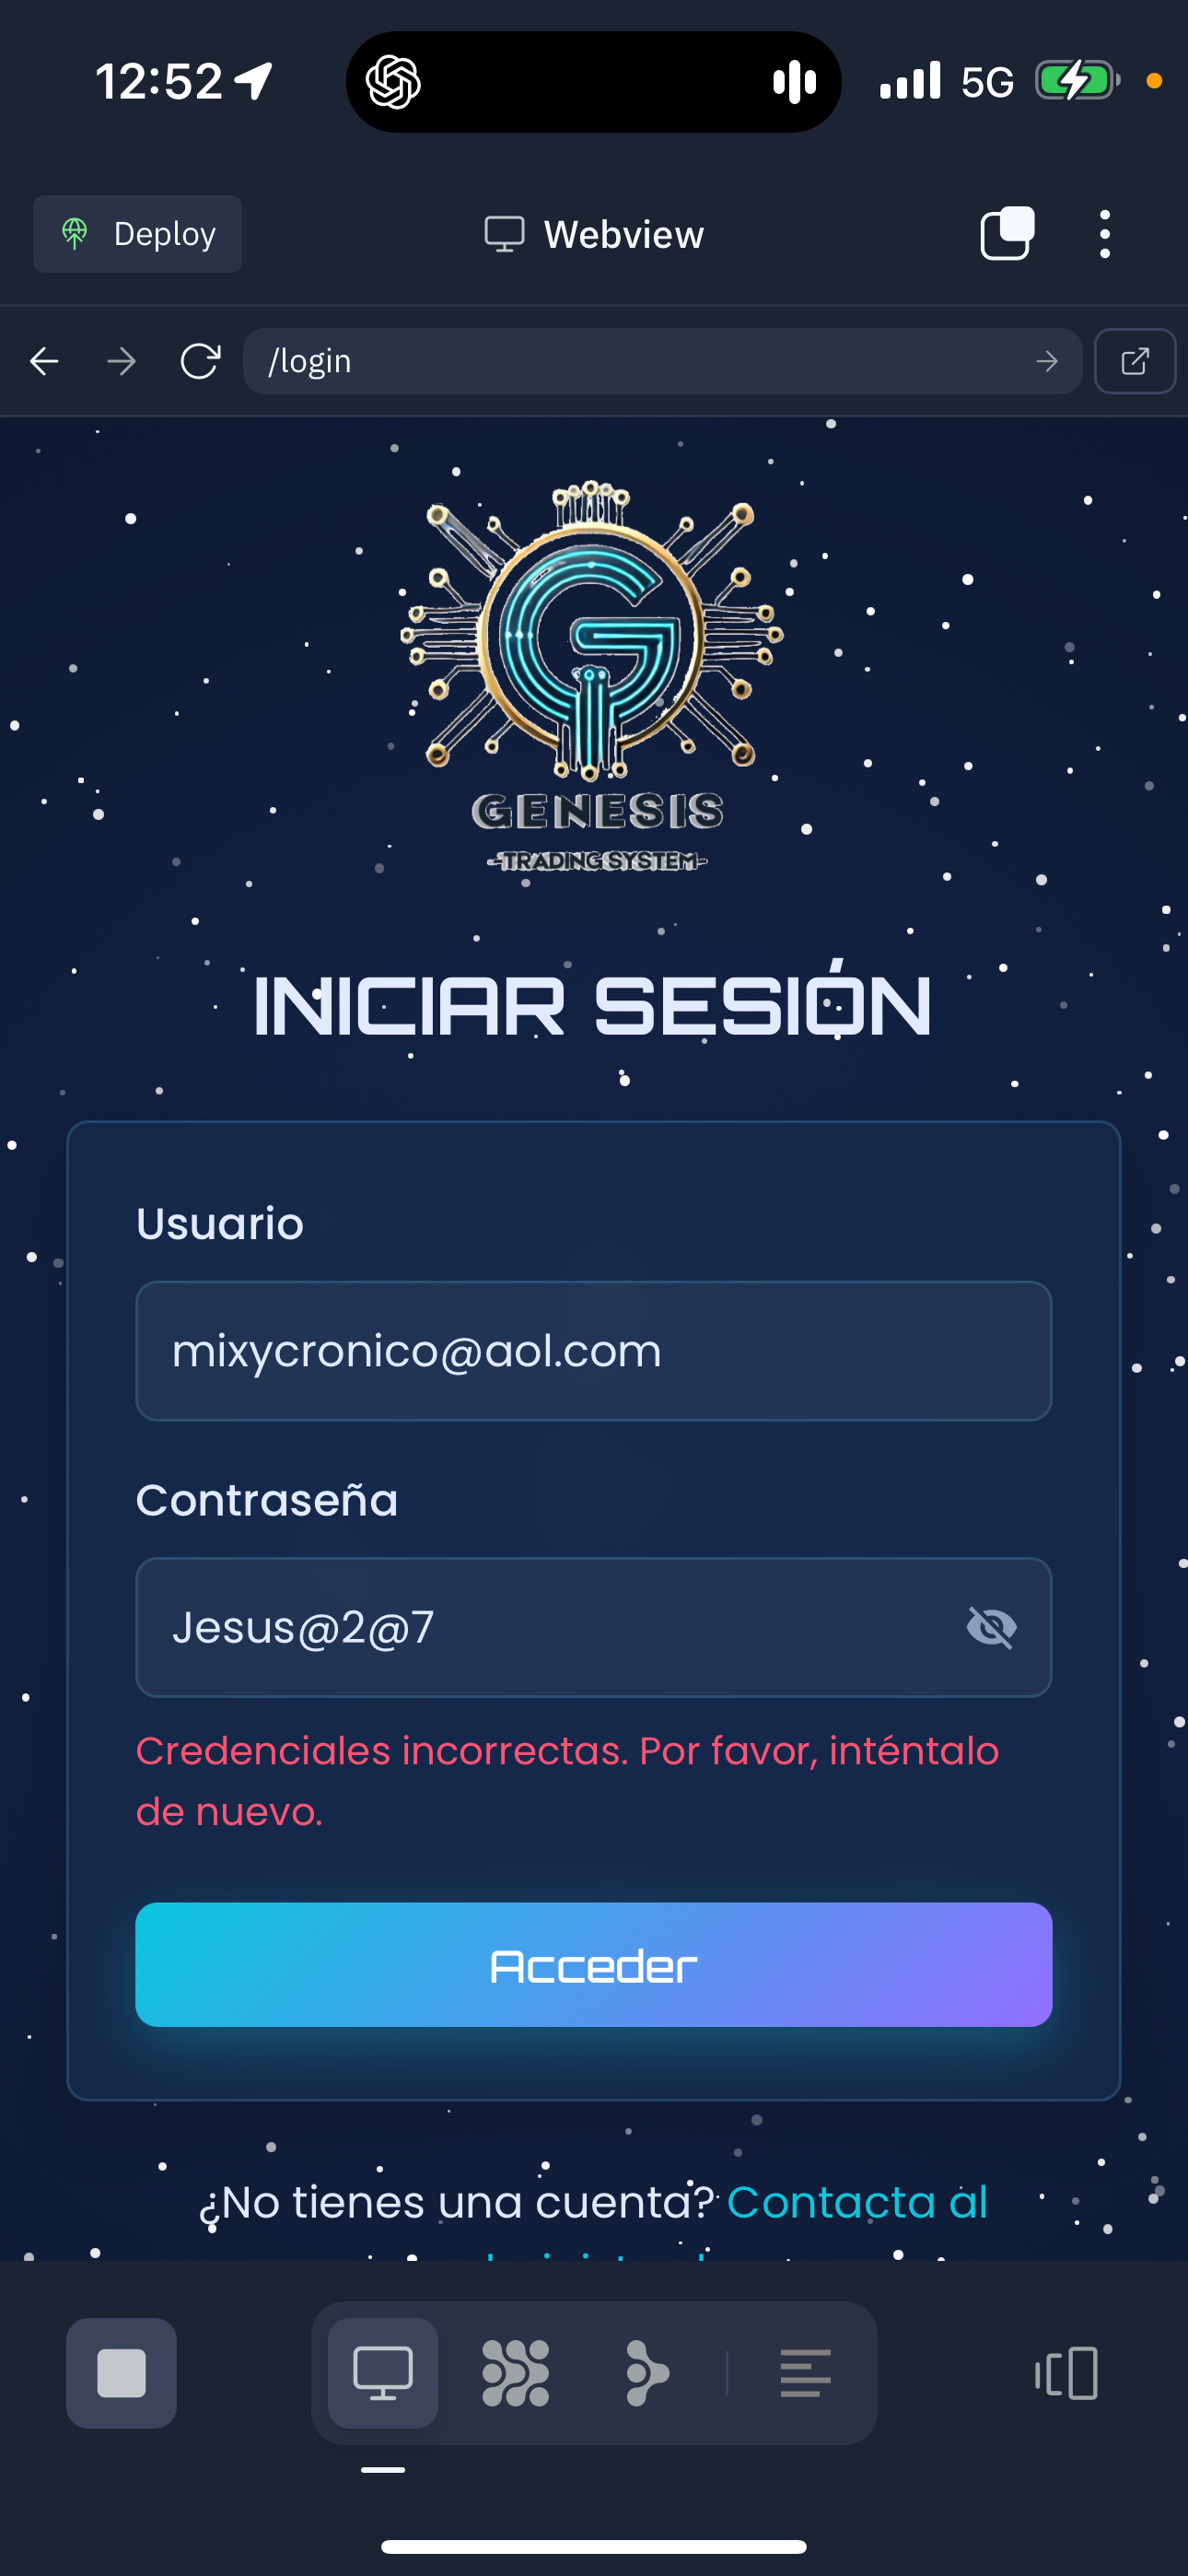 12:52
5G
Deploy
Webview
/login
GENESIS
-TRADING SYSTEM-
INICIAR SESIÓN
Usuario
mixycronico@aol.com
Contraseña
Jesus@2@7
Credenciales incorrectas. Por favor, inténtalo
de nuevo.
Acceder
¿No tienes una cuenta? Contacta al